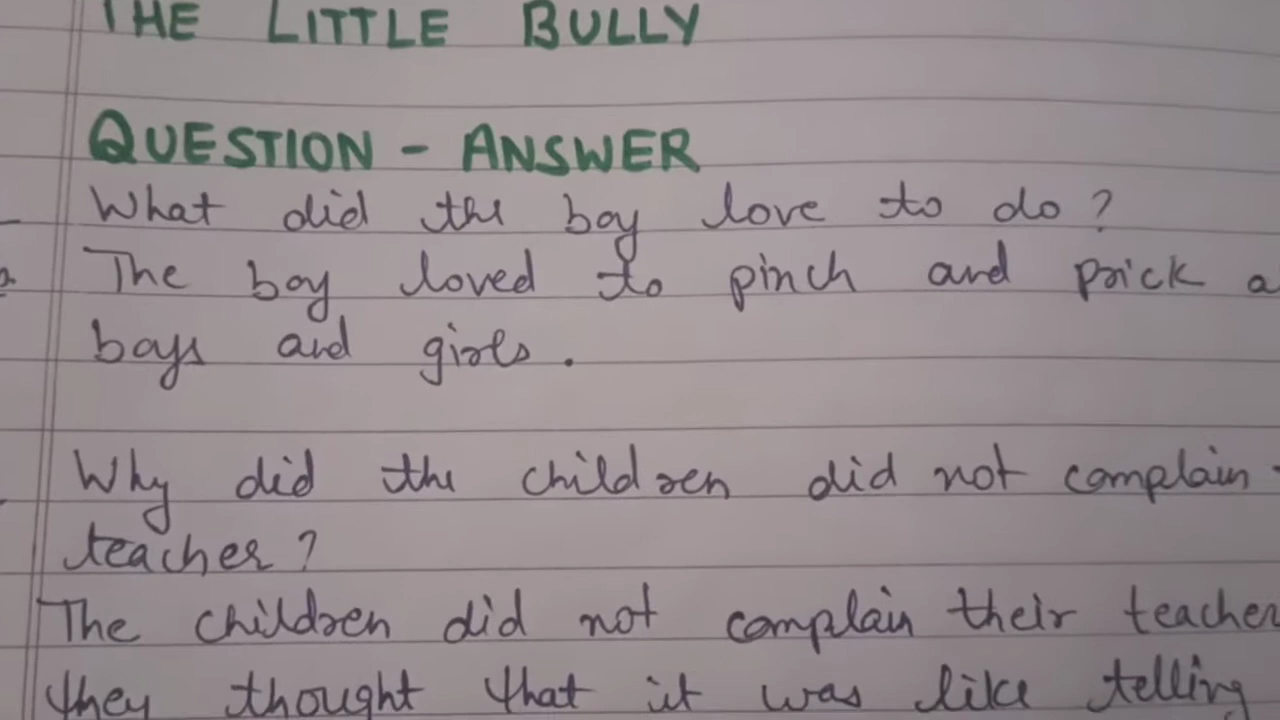 THE LITTLE BULLY
QUESTION - ANSWER
What did the boy love to do?
The boy loved to pinch and prick
boys and girls.
Why did the children did not complain
teacher?
The children did not complain their teacher
they thought that it was like telling